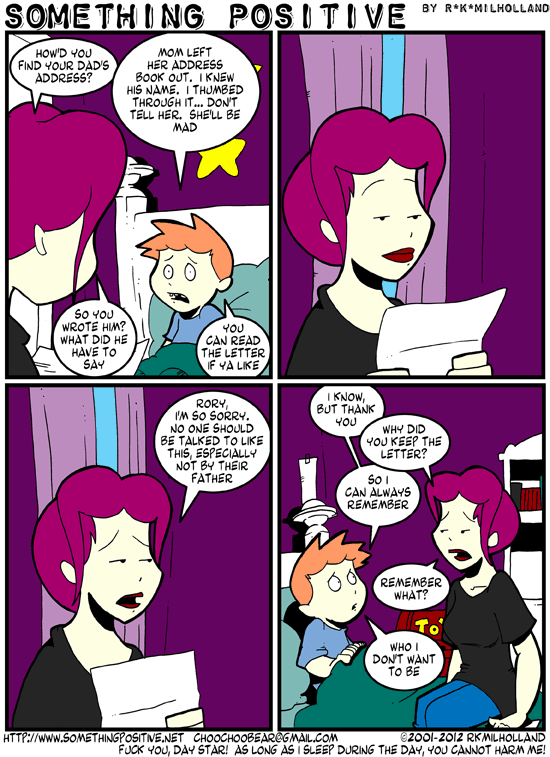 SOMETHING POSITIVE BY R*K*MILHOLLAND
HOW'D YOU
FIND YOUR DAD'S
ADDRESS?
MOM LEFT
HER ADDRESS
BOOK OUT. I KNEW
HIS NAME. I THUMBED
THROUGH IT... DON'T
TELL HER. SHE'LL BE
MAD
SO YOU
WROTE HIM?
WHAT DID HE
HAVE TO
SAY
YOU
CAN READ
THE LETTER
IF YA LIKE
RORY,
I'M SO SORRY.
NO ONE SHOULD
BE TALKED TO LIKE
THIS, ESPECIALLY
NOT BY THEIR
FATHER
I KNOW,
BUT THANK
YOU
WHY DID
YOU KEEP THE
LETTER?
SO I
CAN ALWAYS
REMEMBER
REMEMBER
WHAT?
TO
WHO I
DON'T WANT
TO BE
HTTP://WWW.SOMETHINGPOSITIVE.NET CHOOCHOOBEAR@GMAIL.COM ©2001-2012 RKMILHOLLAND
FUCK YOU, DAY STAR! AS LONG AS I SLEEP DURING THE DAY, YOU CANNOT HARM ME!